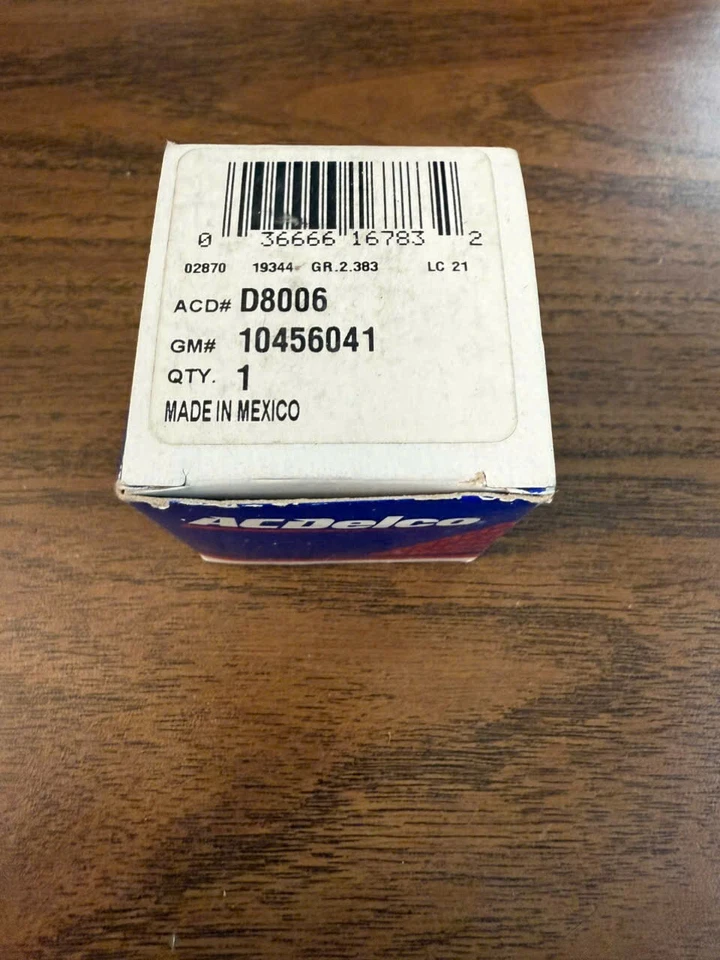 0 36666 16783 2
02870 19344 GR.2.383 LC 21
ACD# D8006
GM# 10456041
QTY. 1
MADE IN MEXICO
ACDelco